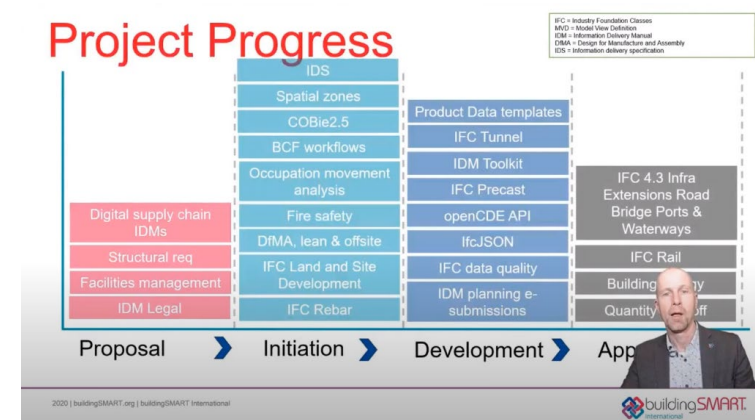 Project Progress
IFC = Industry Foundation Classes
MVD = Model View Definition
IDM = Information Delivery Manual
DfMA = Design for Manufacture and Assembly
IDS = Information delivery specification
Digital supply chain
IDMs
Structural req
Facilities management
IDM Legal
IDS
Spatial zones
COBie2.5
BCF workflows
Occupation movement
analysis
Fire safety
DfMA, lean & offsite
IFC Land and Site
Development
IFC Rebar
Product Data templates
IFC Tunnel
IDM Toolkit
IFC Precast
openCDE API
IfcJSON
IFC data quality
IDM planning e-
submissions
IFC 4.3 Infra
Extensions Road
Bridge Ports &
Waterways
IFC Rail
Building
Quantity
Proposal
Initiation
Development
2020 | buildingSMART.org | buildingSMART International
buildingSMART
International